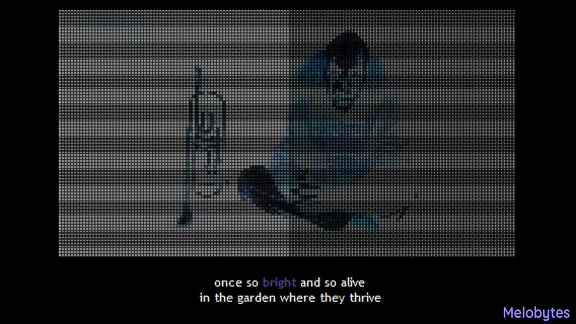 once so bright and so alive
in the garden where they thrive
Melobytes